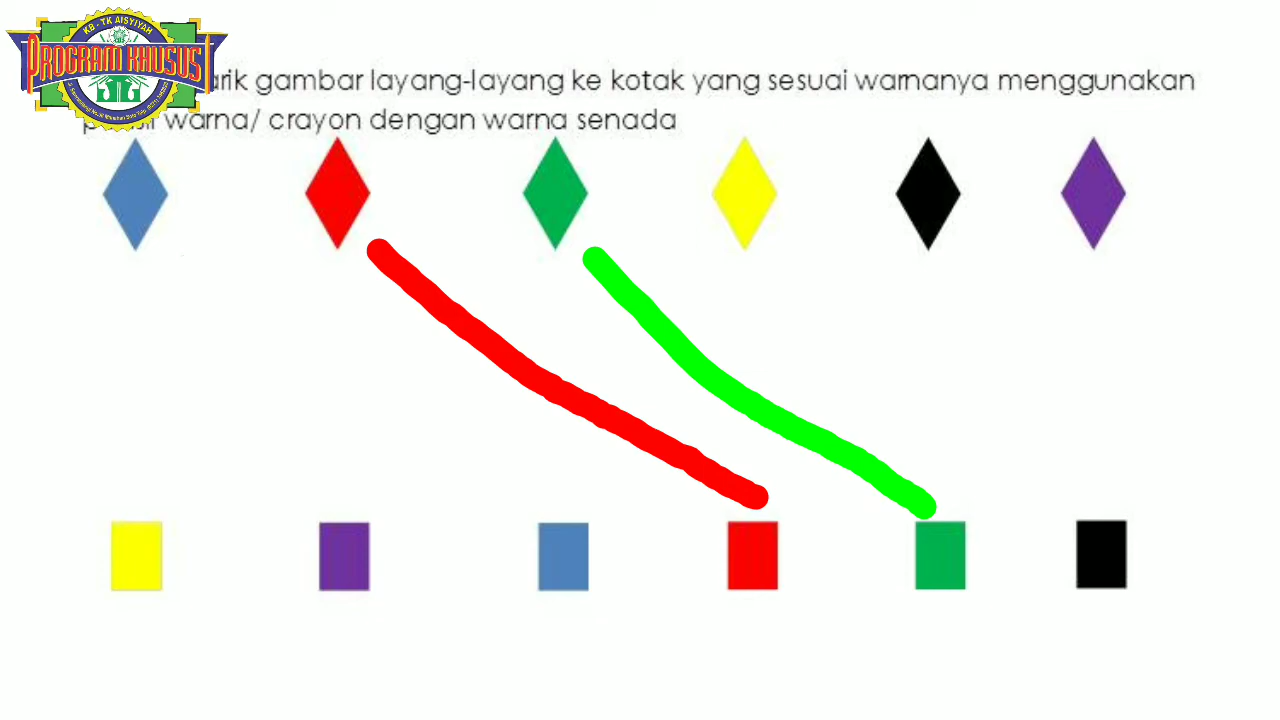 KB - TK AISYIYAH
PROGRAM KHUSUS
arik gambar layang-layang ke kotak yang sesuai warnanya menggunakan
warna/ crayon dengan warna senada